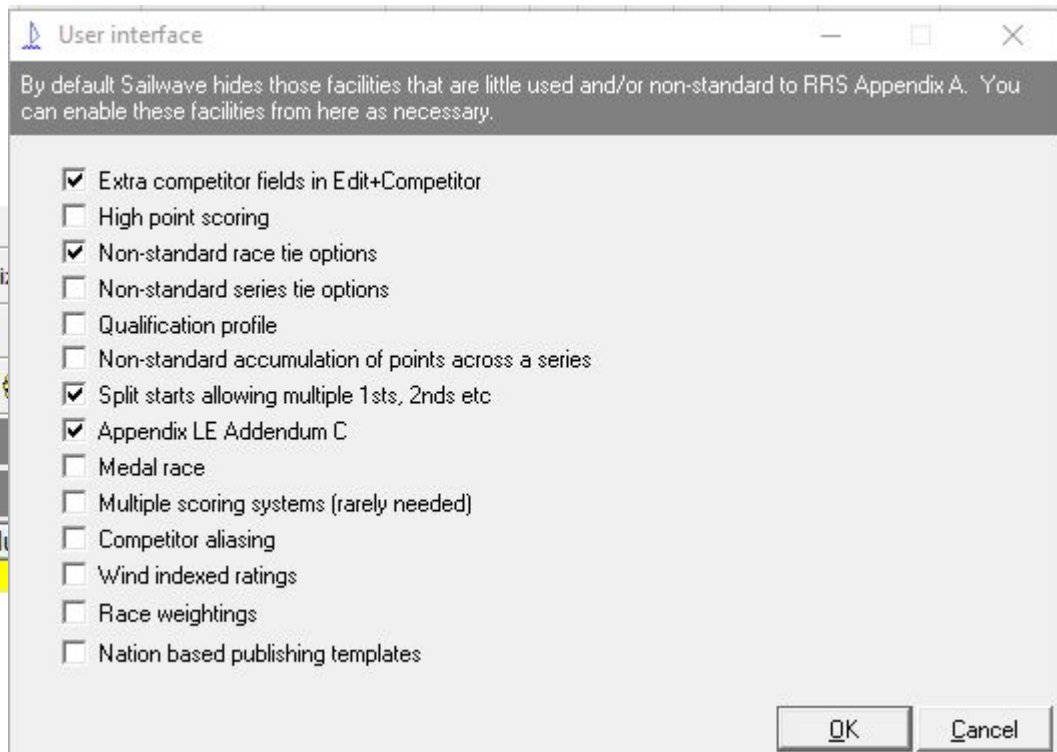 User interface
By default Sailwave hides those facilities that are little used and/or non-standard to RRS Appendix A. You
can enable these facilities from here as necessary.
Extra competitor fields in Edit+Competitor
High point scoring
Non-standard race tie options
Non-standard series tie options
Qualification profile
Non-standard accumulation of points across a series
Split starts allowing multiple 1sts, 2nds etc
Appendix LE Addendum C
Medal race
Multiple scoring systems (rarely needed)
Competitor aliasing
Wind indexed ratings
Race weightings
Nation based publishing templates
OK Cancel